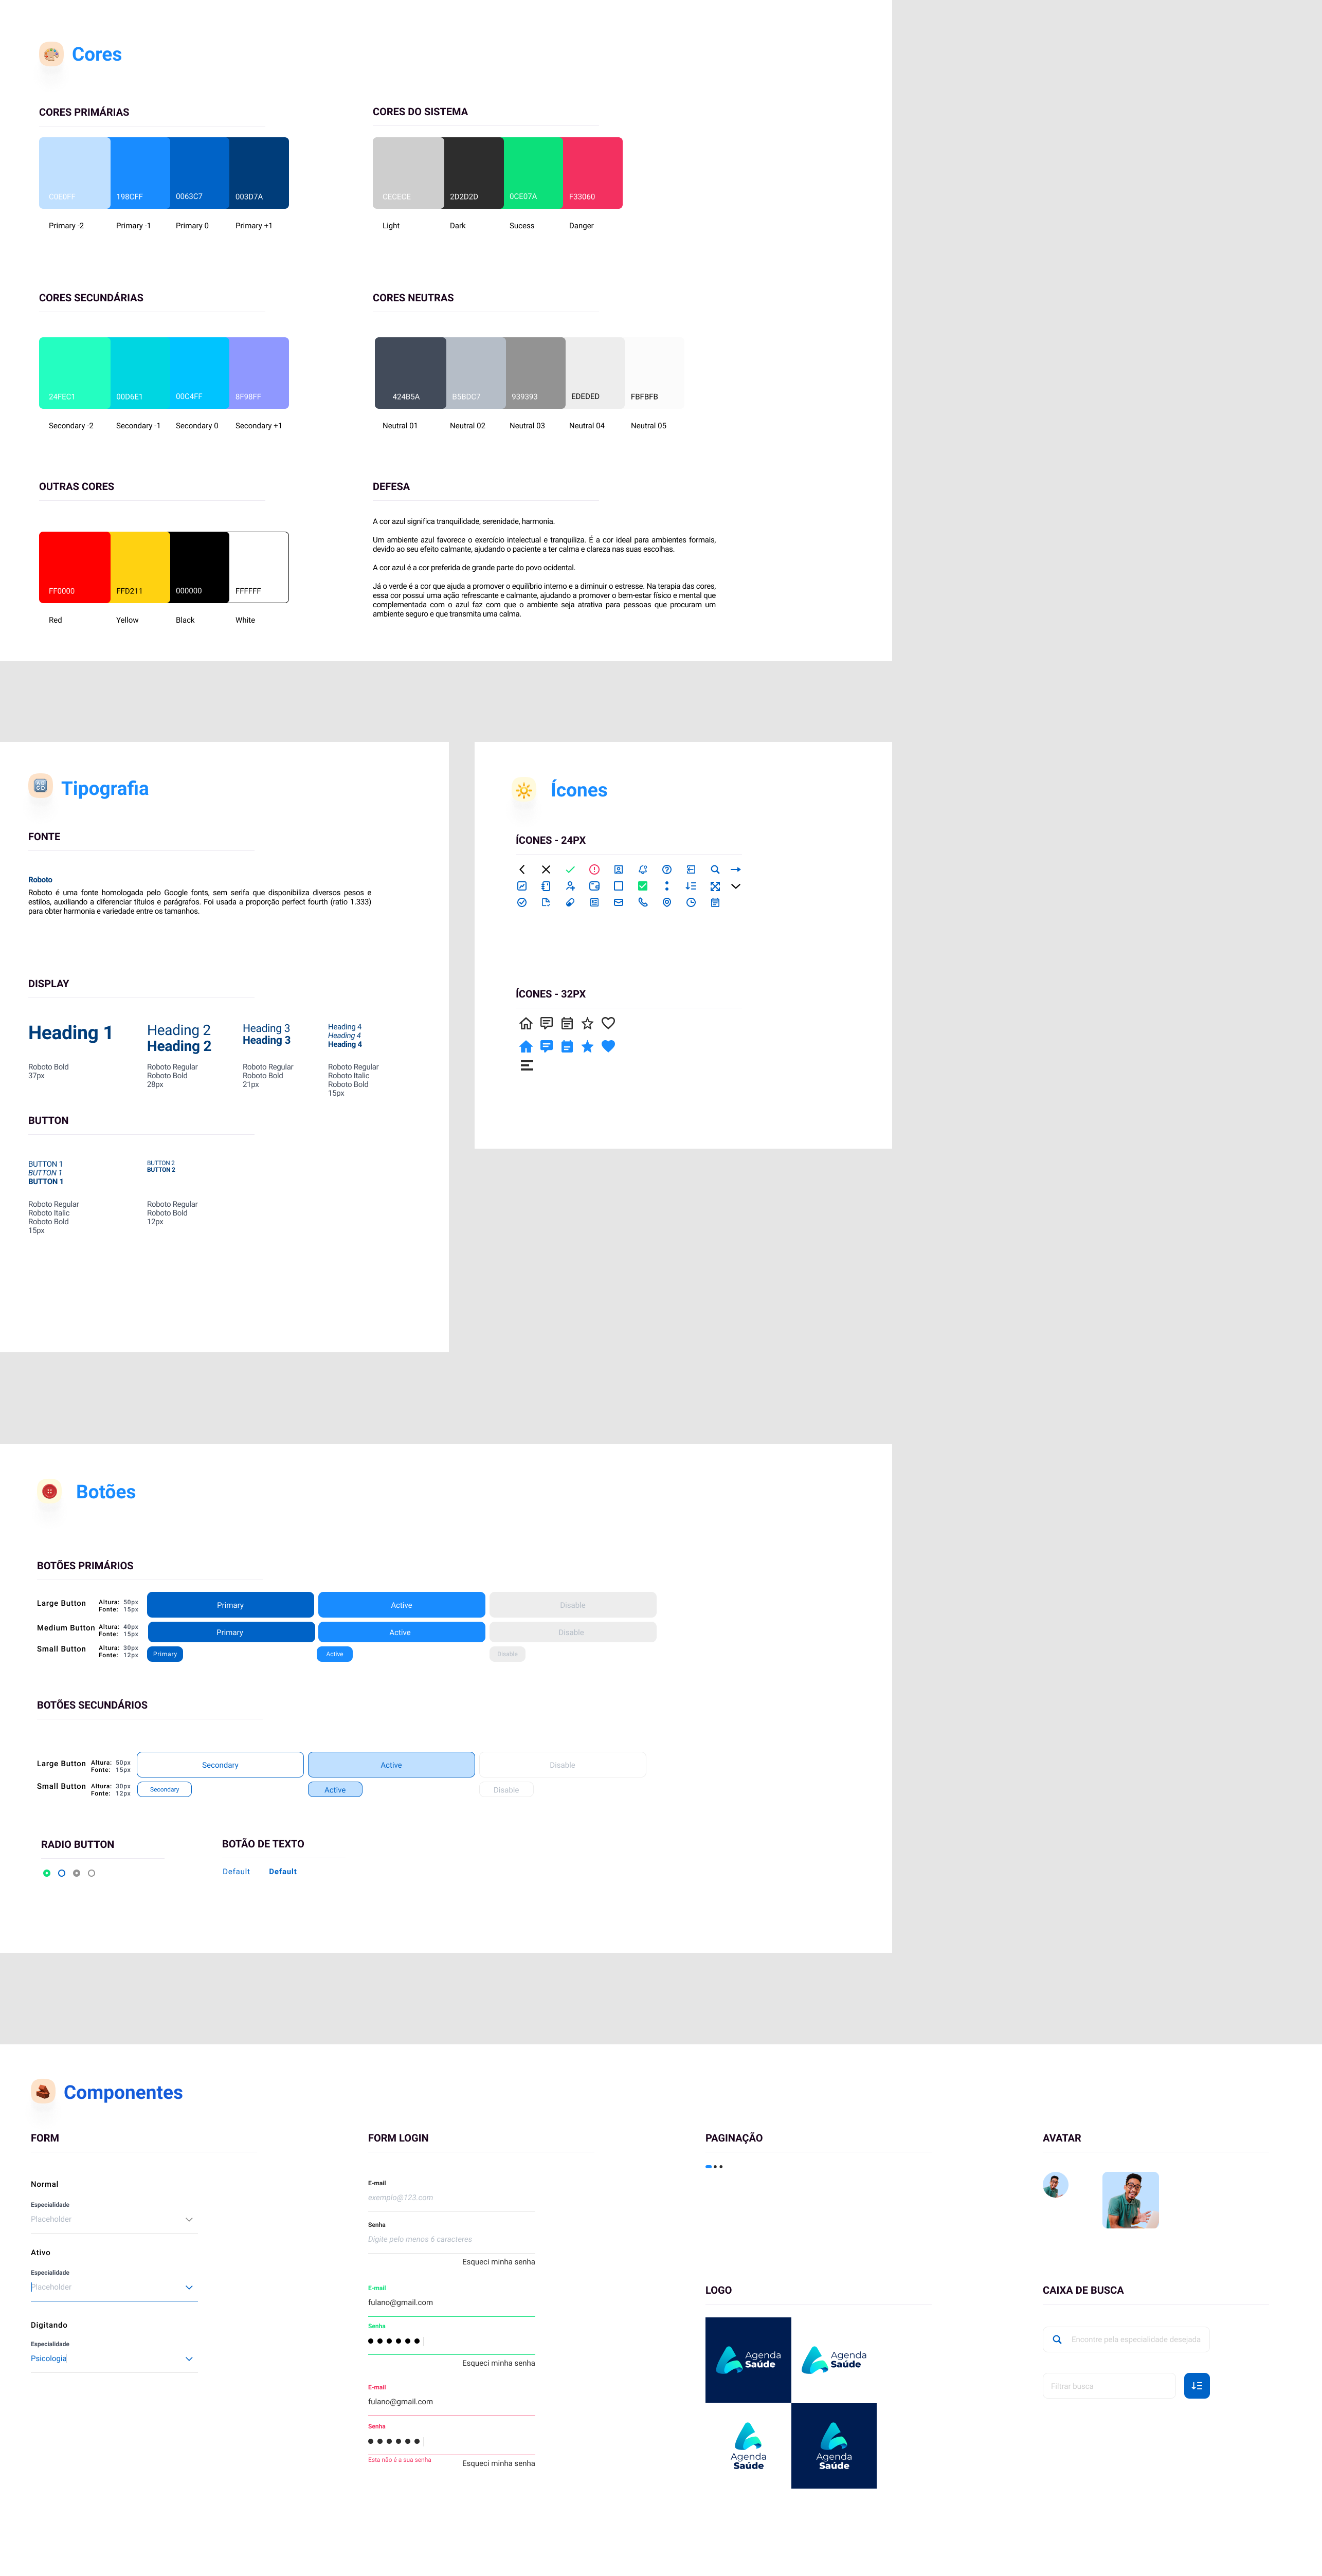 Cores
CORES PRIMÁRIAS
C0E0FF
198CFF
0063C7
003D7A
Primary -2
Primary -1
Primary 0
Primary +1
CORES DO SISTEMA
CECECE
2D2D2D
0CE07A
F33060
Light
Dark
Sucess
Danger
CORES SECUNDÁRIAS
24FEC1
00D6E1
00C4FF
8F98FF
Secondary -2
Secondary -1
Secondary 0
Secondary +1
CORES NEUTRAS
424B5A
B5BDC7
939393
EDEDED
FBFBFB
Neutral 01
Neutral 02
Neutral 03
Neutral 04
Neutral 05
OUTRAS CORES
FF0000
FFD211
000000
FFFFFF
Red
Yellow
Black
White
DEFESA
A cor azul significa tranquilidade, serenidade, harmonia.
Um ambiente azul favorece o exercício intelectual e tranquiliza. É a cor ideal para ambientes formais,
devido ao seu efeito calmante, ajudando o paciente a ter calma e clareza nas suas escolhas.
A cor azul é a cor preferida de grande parte do povo ocidental.
Já o verde é a cor que ajuda a promover o equilíbrio interno e a diminuir o estresse. Na terapia das cores,
essa cor possui uma ação refrescante e calmante, ajudando a promover o bem-estar físico e mental que
complementada com o azul faz com que o ambiente seja atrativa para pessoas que procuram um
ambiente seguro e que transmita uma calma.
Tipografia
FONTE
Roboto
Roboto é uma fonte homologada pelo Google fonts, sem serifa que disponibiliza diversos pesos e
estilos, auxiliando a diferenciar títulos e parágrafos. Foi usada a proporção perfect fourth (ratio 1.333)
para obter harmonia e variedade entre os tamanhos.
DISPLAY
Heading 1
Roboto Bold
37px
Heading 2
Heading 2
Roboto Regular
Roboto Bold
28px
Heading 3
Heading 3
Roboto Regular
Roboto Bold
21px
Heading 4
Heading 4
Heading 4
Roboto Regular
Roboto Italic
Roboto Bold
15px
BUTTON
BUTTON 1
BUTTON 1
BUTTON 1
Roboto Regular
Roboto Italic
Roboto Bold
15px
BUTTON 2
BUTTON 2
Roboto Regular
Roboto Bold
12px
Ícones
ÍCONES - 24PX
ÍCONES - 32PX
Botões
BOTÕES PRIMÁRIOS
Large Button
Altura: 50px
Fonte: 15px
Primary
Active
Disable
Medium Button
Altura: 40px
Fonte: 15px
Primary
Active
Disable
Small Button
Altura: 30px
Fonte: 12px
Primary
Active
Disable
BOTÕES SECUNDÁRIOS
Large Button
Altura: 50px
Fonte: 15px
Secondary
Active
Disable
Small Button
Altura: 30px
Fonte: 12px
Secondary
Active
Disable
RADIO BUTTON
BOTÃO DE TEXTO
Default
Default
Componentes
FORM
Normal
Especialidade
Placeholder
Ativo
Especialidade
Placeholder
Digitando
Especialidade
Psicologia
FORM LOGIN
E-mail
exemplo@123.com
Senha
Digite pelo menos 6 caracteres
Esqueci minha senha
E-mail
fulano@gmail.com
Senha
Esqueci minha senha
E-mail
fulano@gmail.com
Senha
Esta não é a sua senha
Esqueci minha senha
PAGINAÇÃO
LOGO
Agenda
Saúde
Agenda
Saúde
Agenda
Saúde
Agenda
Saúde
AVATAR
CAIXA DE BUSCA
Encontre pela especialidade desejada
Filtrar busca